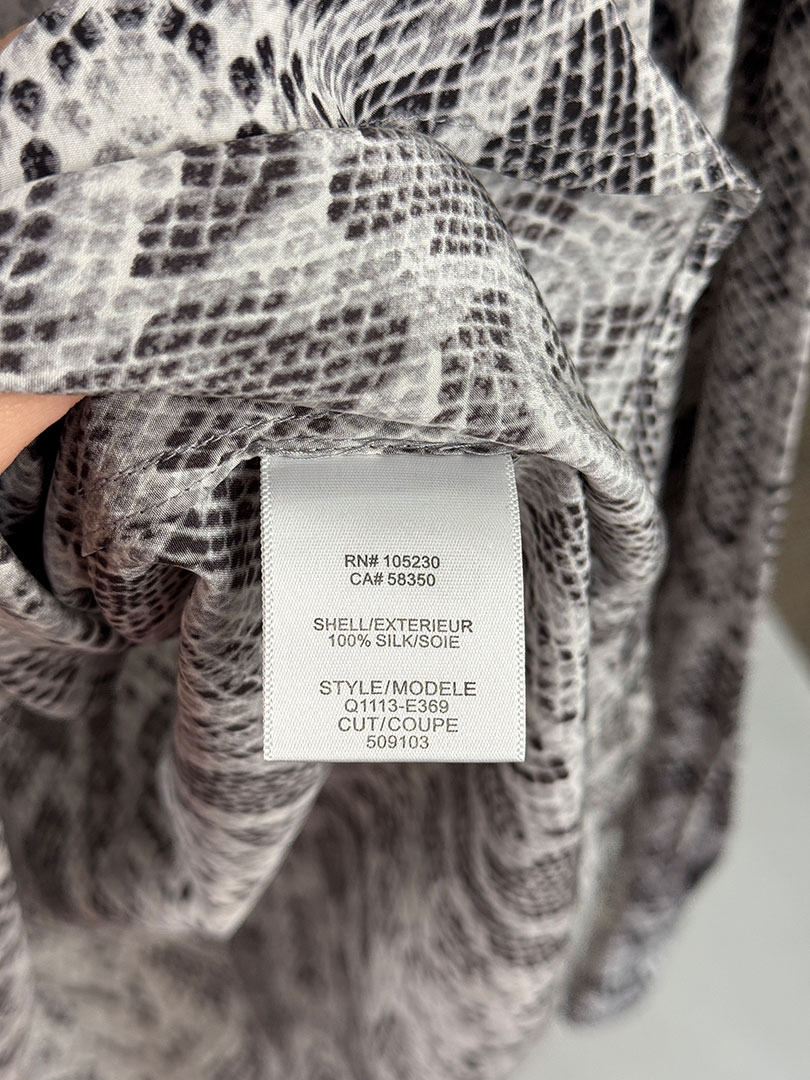 RN# 105230
CA# 58350
SHELL/EXTERIEUR
100% SILK/SOIE
STYLE/MODELE
Q1113-E369
CUT/COUPE
509103